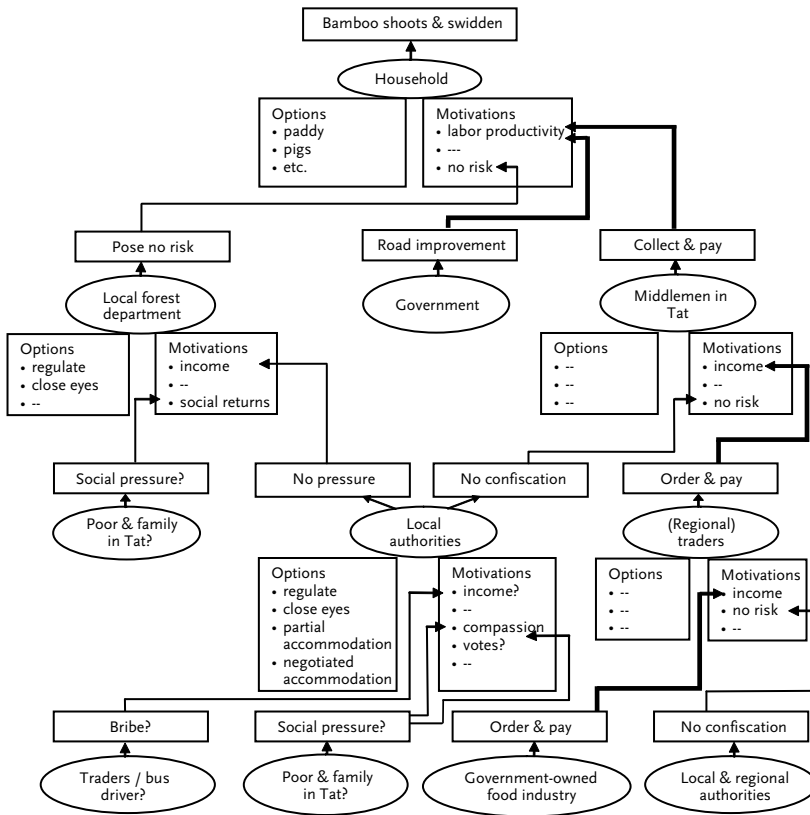 Bamboo shoots & swidden
Household
Options
• paddy
• pigs
• etc.
Motivations
• labor productivity
• ---
• no risk
Pose no risk
Road improvement
Collect & pay
Local forest
department
Government
Middlemen in
Tat
Options
• regulate
• close eyes
• --
Motivations
• income
• --
• social returns
Options
• --
• --
• --
Motivations
• income
• --
• no risk
Social pressure?
No pressure
No confiscation
Order & pay
Poor & family
in Tat?
Local
authorities
(Regional)
traders
Options
• regulate
• close eyes
• partial
accommodation
• negotiated
accommodation
Motivations
• income?
• --
• compassion
• votes?
• --
Options
• --
• --
• --
Motivations
• income
• no risk
• --
Bribe?
Social pressure?
Order & pay
No confiscation
Traders / bus
driver?
Poor & family
in Tat?
Government-owned
food industry
Local & regional
authorities